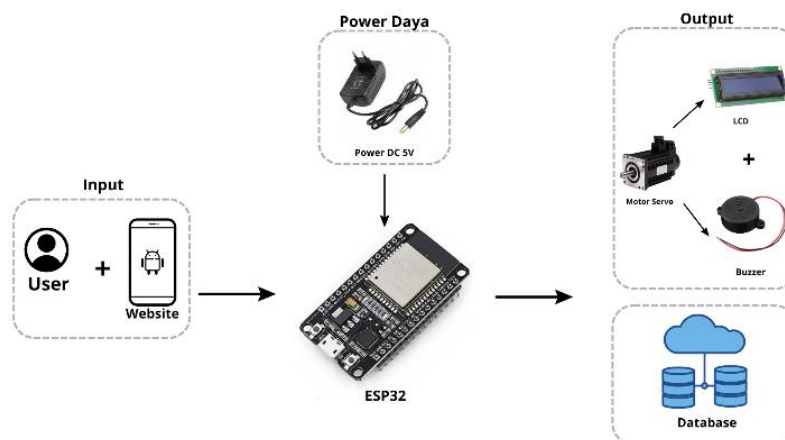 Power Daya
Output
Power DC 5V
LCD
Motor Servo
Buzzer
Input
User
Website
ESP32
Database